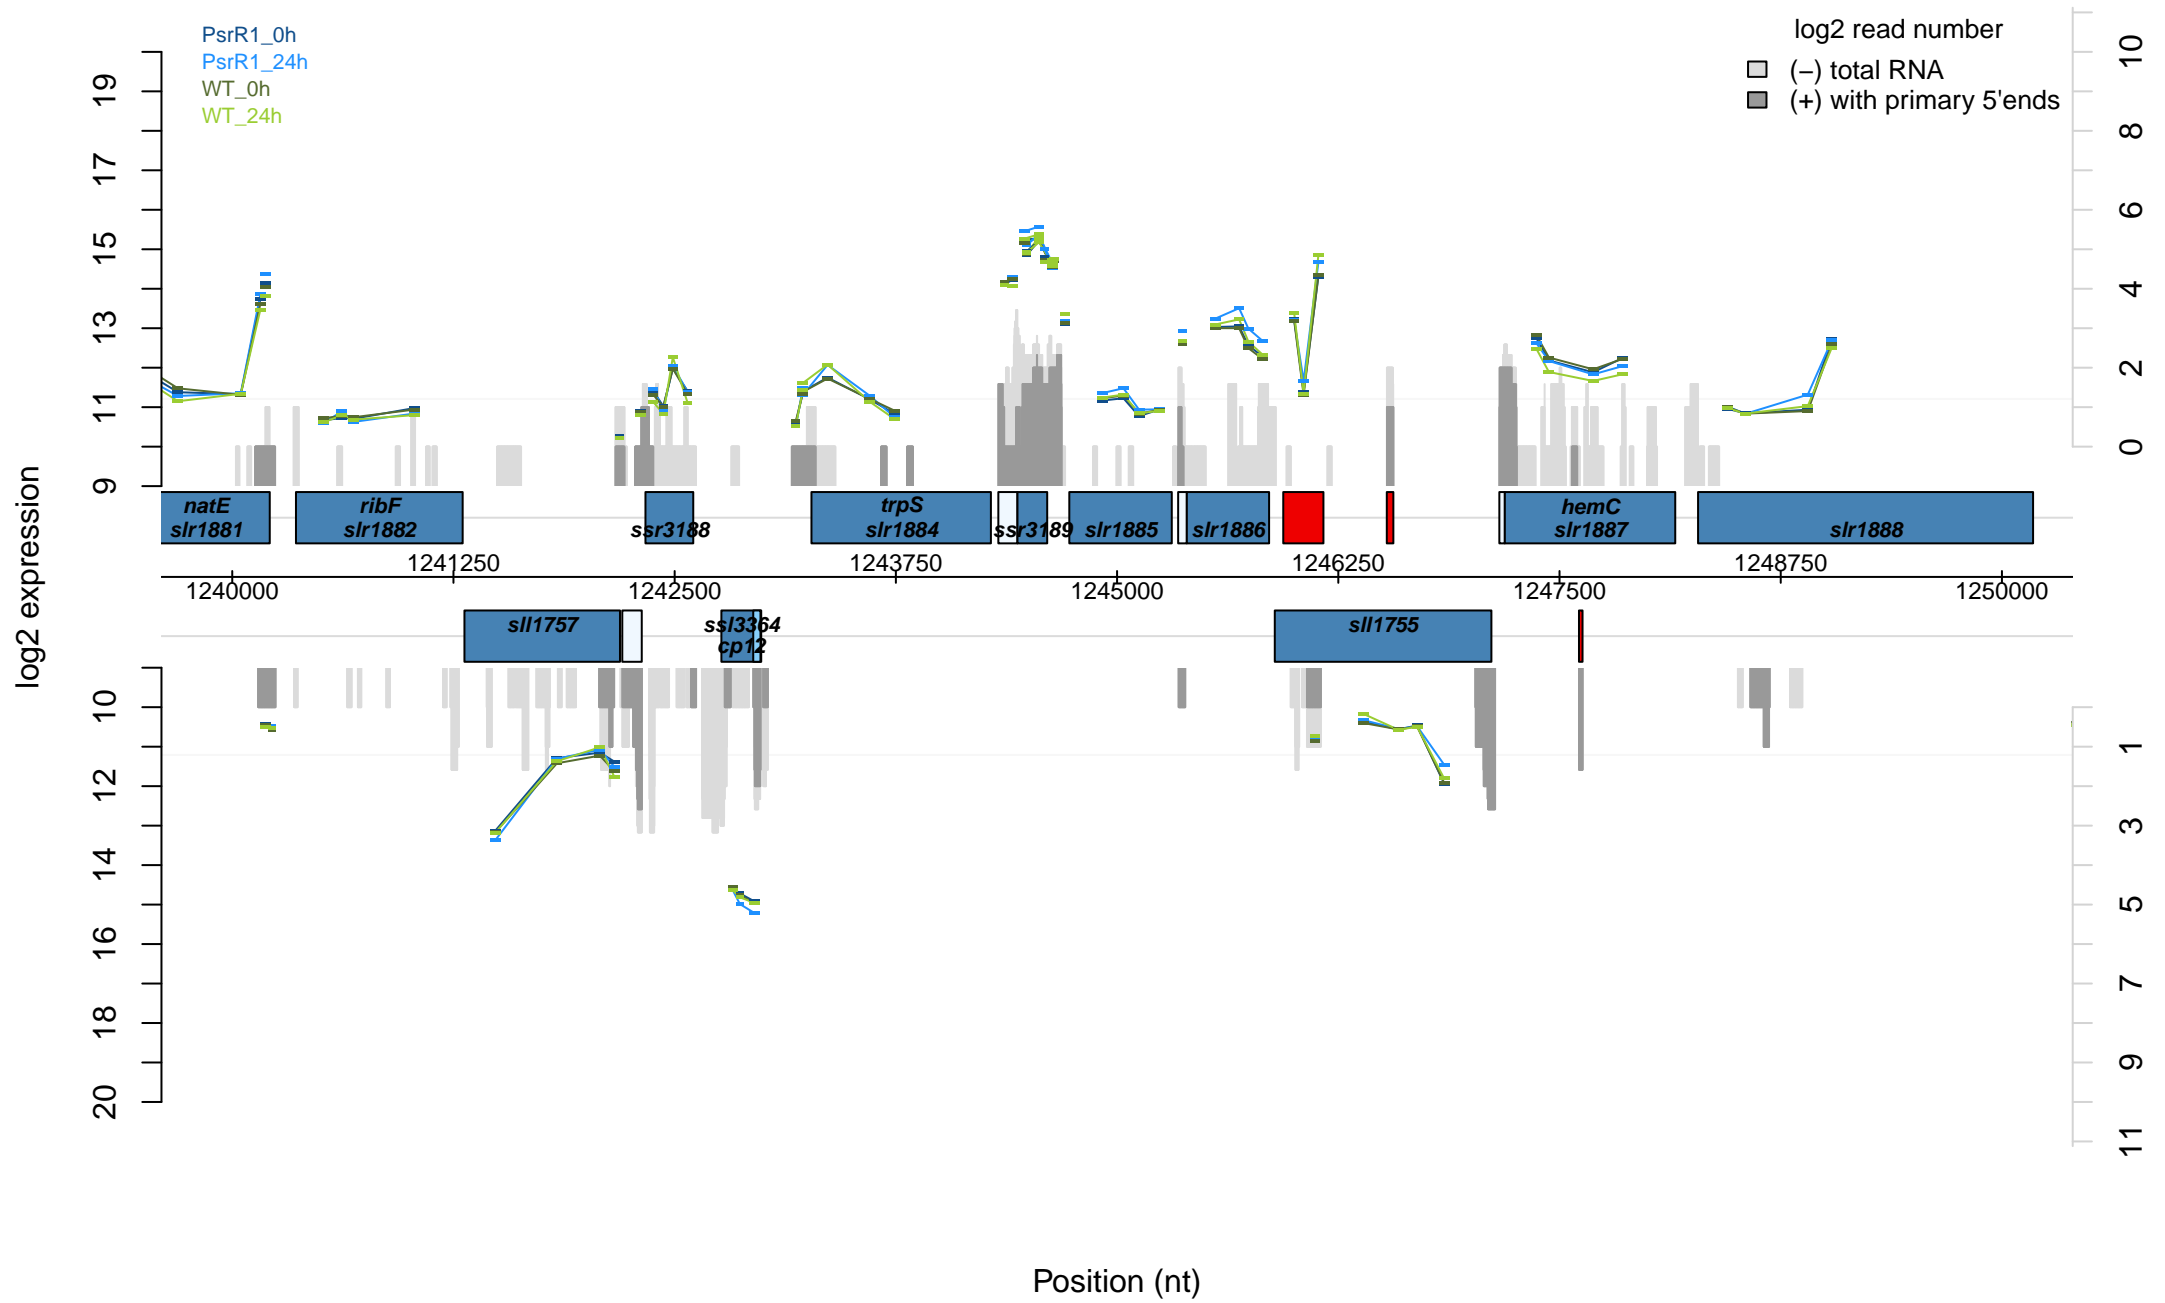 PsrR1_0h
PsrR1_24h
WT_0h
WT_24h
log2 read number
(−) total RNA
(+) with primary 5'ends
19
17
15
13
11
9
10
8
6
4
2
0
log2 expression
natE
slr1881
ribF
slr1882
ssr3188
trpS
slr1884
ssr3189
slr1885
slr1886
hemC
slr1887
slr1888
1241250
1243750
1246250
1248750
1240000
1242500
1245000
1247500
1250000
sll1757
ssl3364
cp12
sll1755
10
12
14
16
18
20
1
3
5
7
9
11
Position (nt)